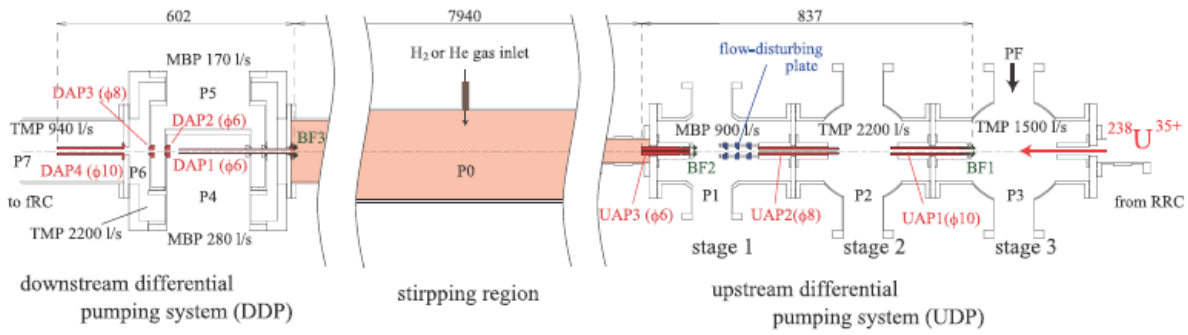 602
7940
837
H2 or He gas inlet
flow-disturbing
plate
PF
MBP 170 l/s
DAP3 (ϕ8)
P5
DAP2 (ϕ6)
TMP 940 l/s
BF3
MBP 900 l/s
TMP 2200 l/s
TMP 1500 l/s
238U35+
P7
DAP4 (ϕ10)
P6
DAP1 (ϕ6)
P0
BF2
BF1
to fRC
P4
UAP3 (ϕ6)
P1
UAP2(ϕ8)
P2
UAP1(ϕ10)
P3
from RRC
TMP 2200 l/s
MBP 280 l/s
stage 1
stage 2
stage 3
downstream differential
pumping system (DDP)
stirpping region
upstream differential
pumping system (UDP)